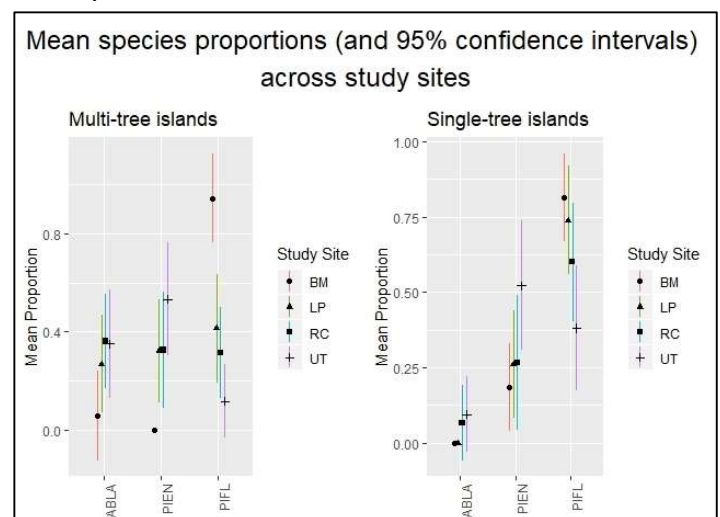 Mean species proportions (and 95% confidence intervals)
across study sites
Multi-tree islands
Mean Proportion
0.8
0.4
0.0
ABLA
PIEN
PIFL
Study Site
BM
LP
RC
UT
Single-tree islands
Mean Proportion
1.00
0.75
0.50
0.25
0.00
ABLA
PIEN
PIFL
Study Site
BM
LP
RC
UT